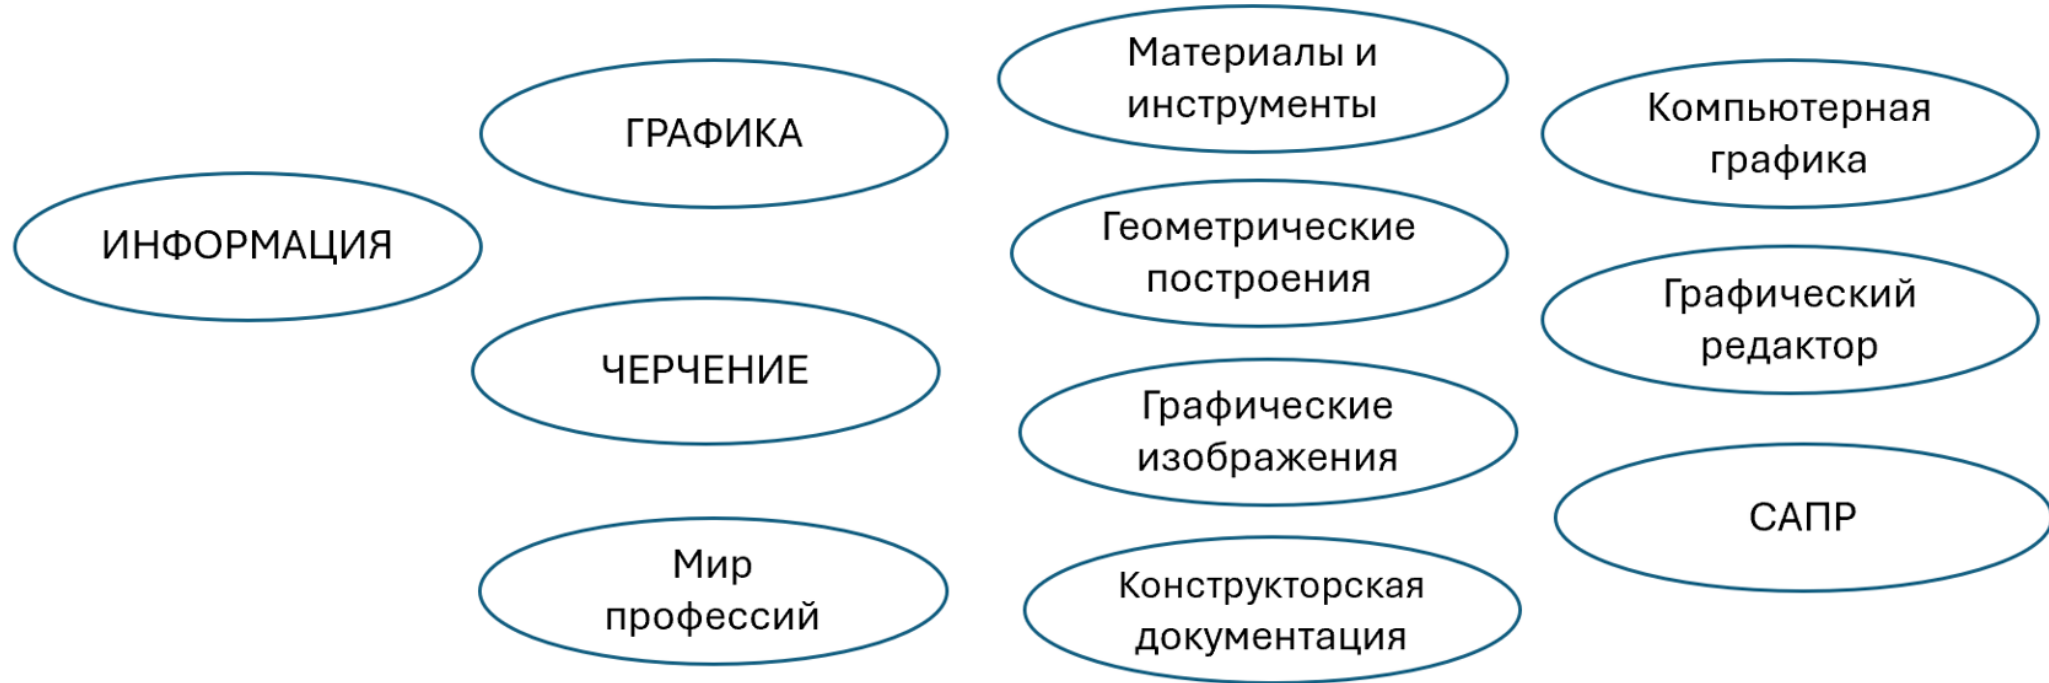 ИНФОРМАЦИЯ
ГРАФИКА
ЧЕРЧЕНИЕ
Мир
профессий
Материалы и
инструменты
Геометрические
построения
Графические
изображения
Конструкторская
документация
Компьютерная
графика
Графический
редактор
САПР